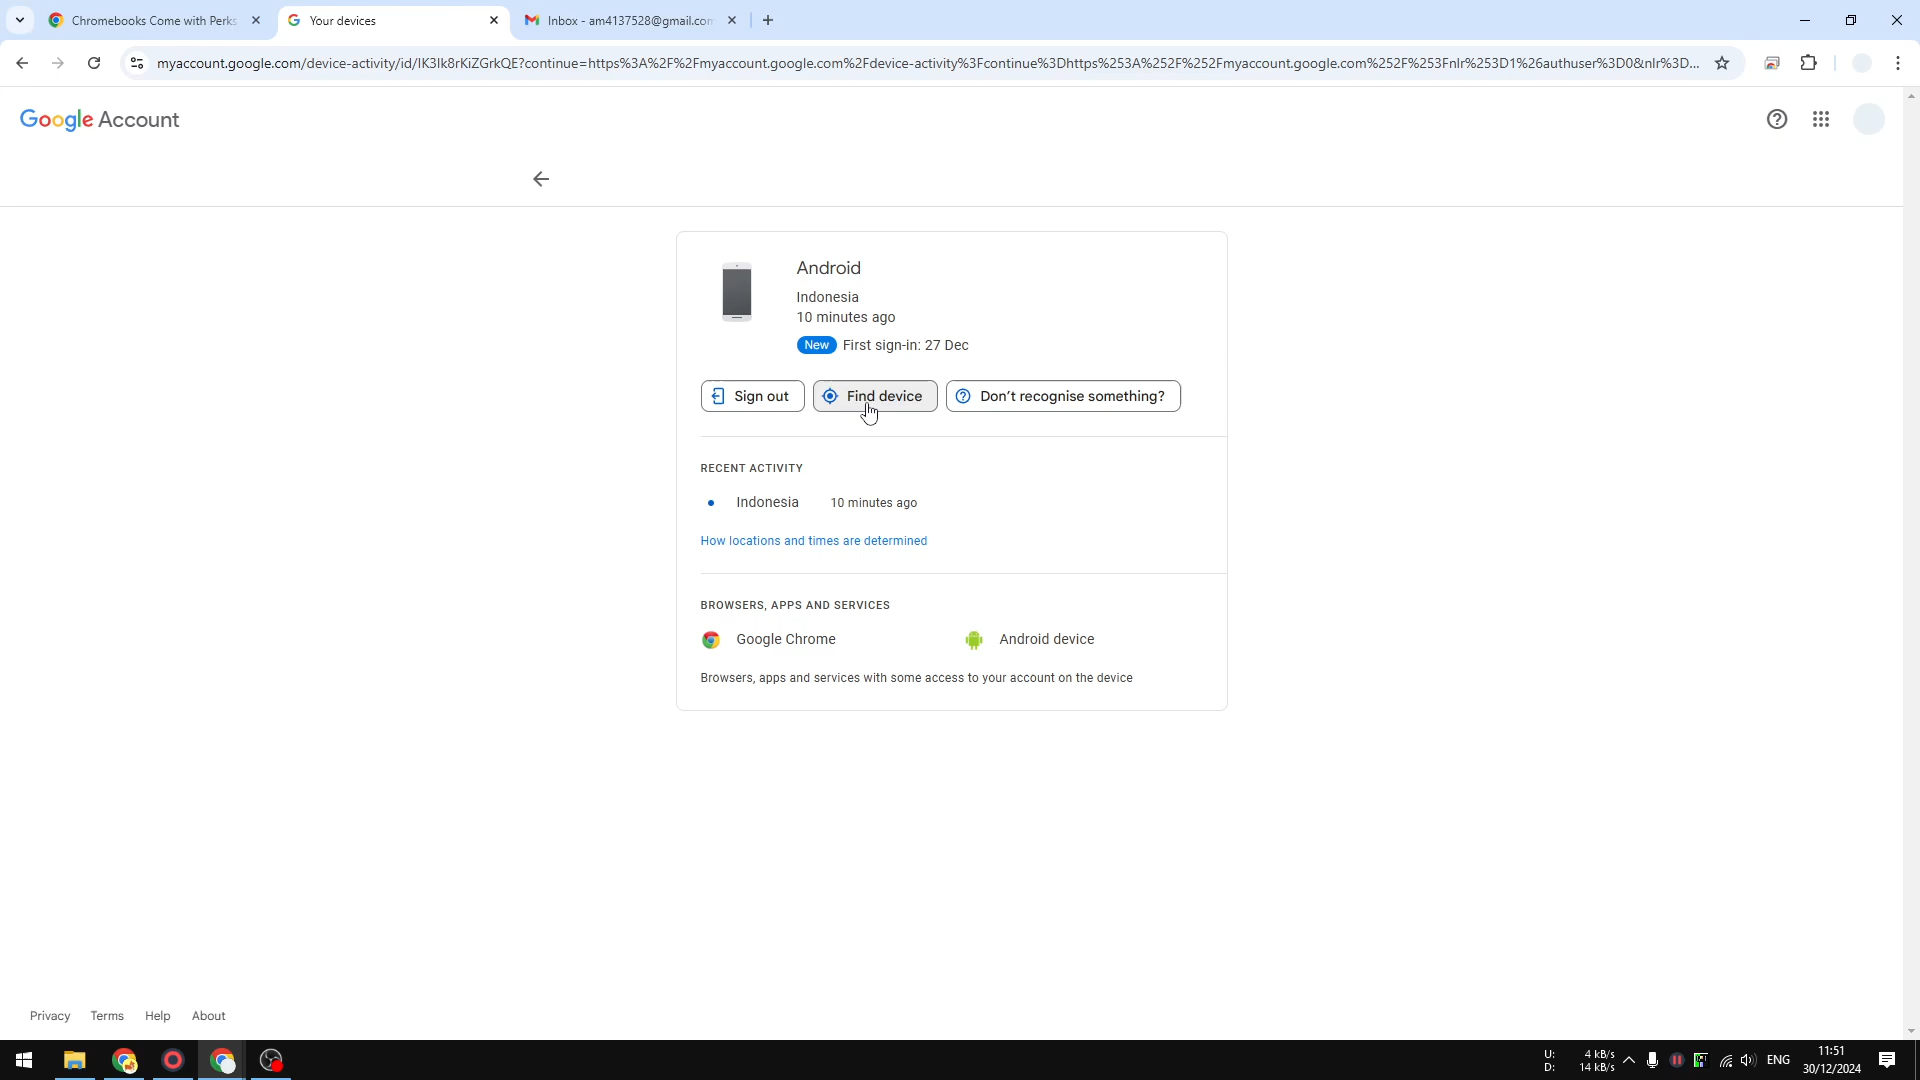 Chromebooks Come with Perks
Your devices
Inbox - am4137528@gmail.com
myaccount.google.com/device-activity/id/IK3Ik8rKiZGrkQE?continue=https%3A%2F%2Fmyaccount.google.com%2Fdevice-activity%3Fcontinue%3Dhttps%253A%252F%252Fmyaccount.google.com%252F%253Fnlr%253D1%26authuser%3D0&nlr%3D...
Google Account
Android
Indonesia
10 minutes ago
New First sign-in: 27 Dec
Sign out
Find device
Don't recognise something?
RECENT ACTIVITY
Indonesia 10 minutes ago
How locations and times are determined
BROWSERS, APPS AND SERVICES
Google Chrome
Android device
Browsers, apps and services with some access to your account on the device
Privacy Terms Help About
U: 4 kB/s
D: 14 kB/s
ENG
11:51
30/12/2024